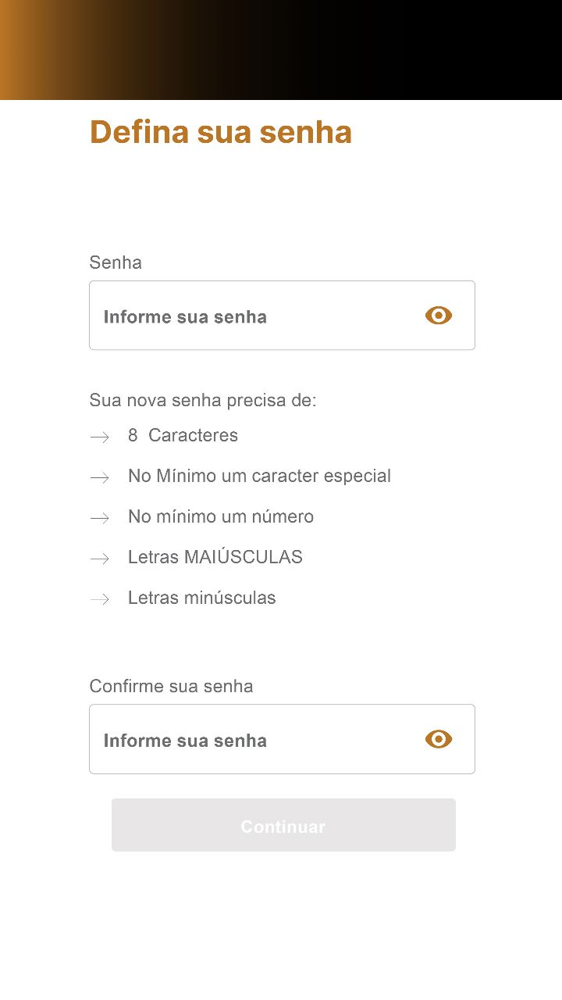 Defina sua senha
Senha
Informe sua senha
Sua nova senha precisa de:
8 Caracteres
No Mínimo um caracter especial
No mínimo um número
Letras MAIÚSCULAS
Letras minúsculas
Confirme sua senha
Informe sua senha
Continuar